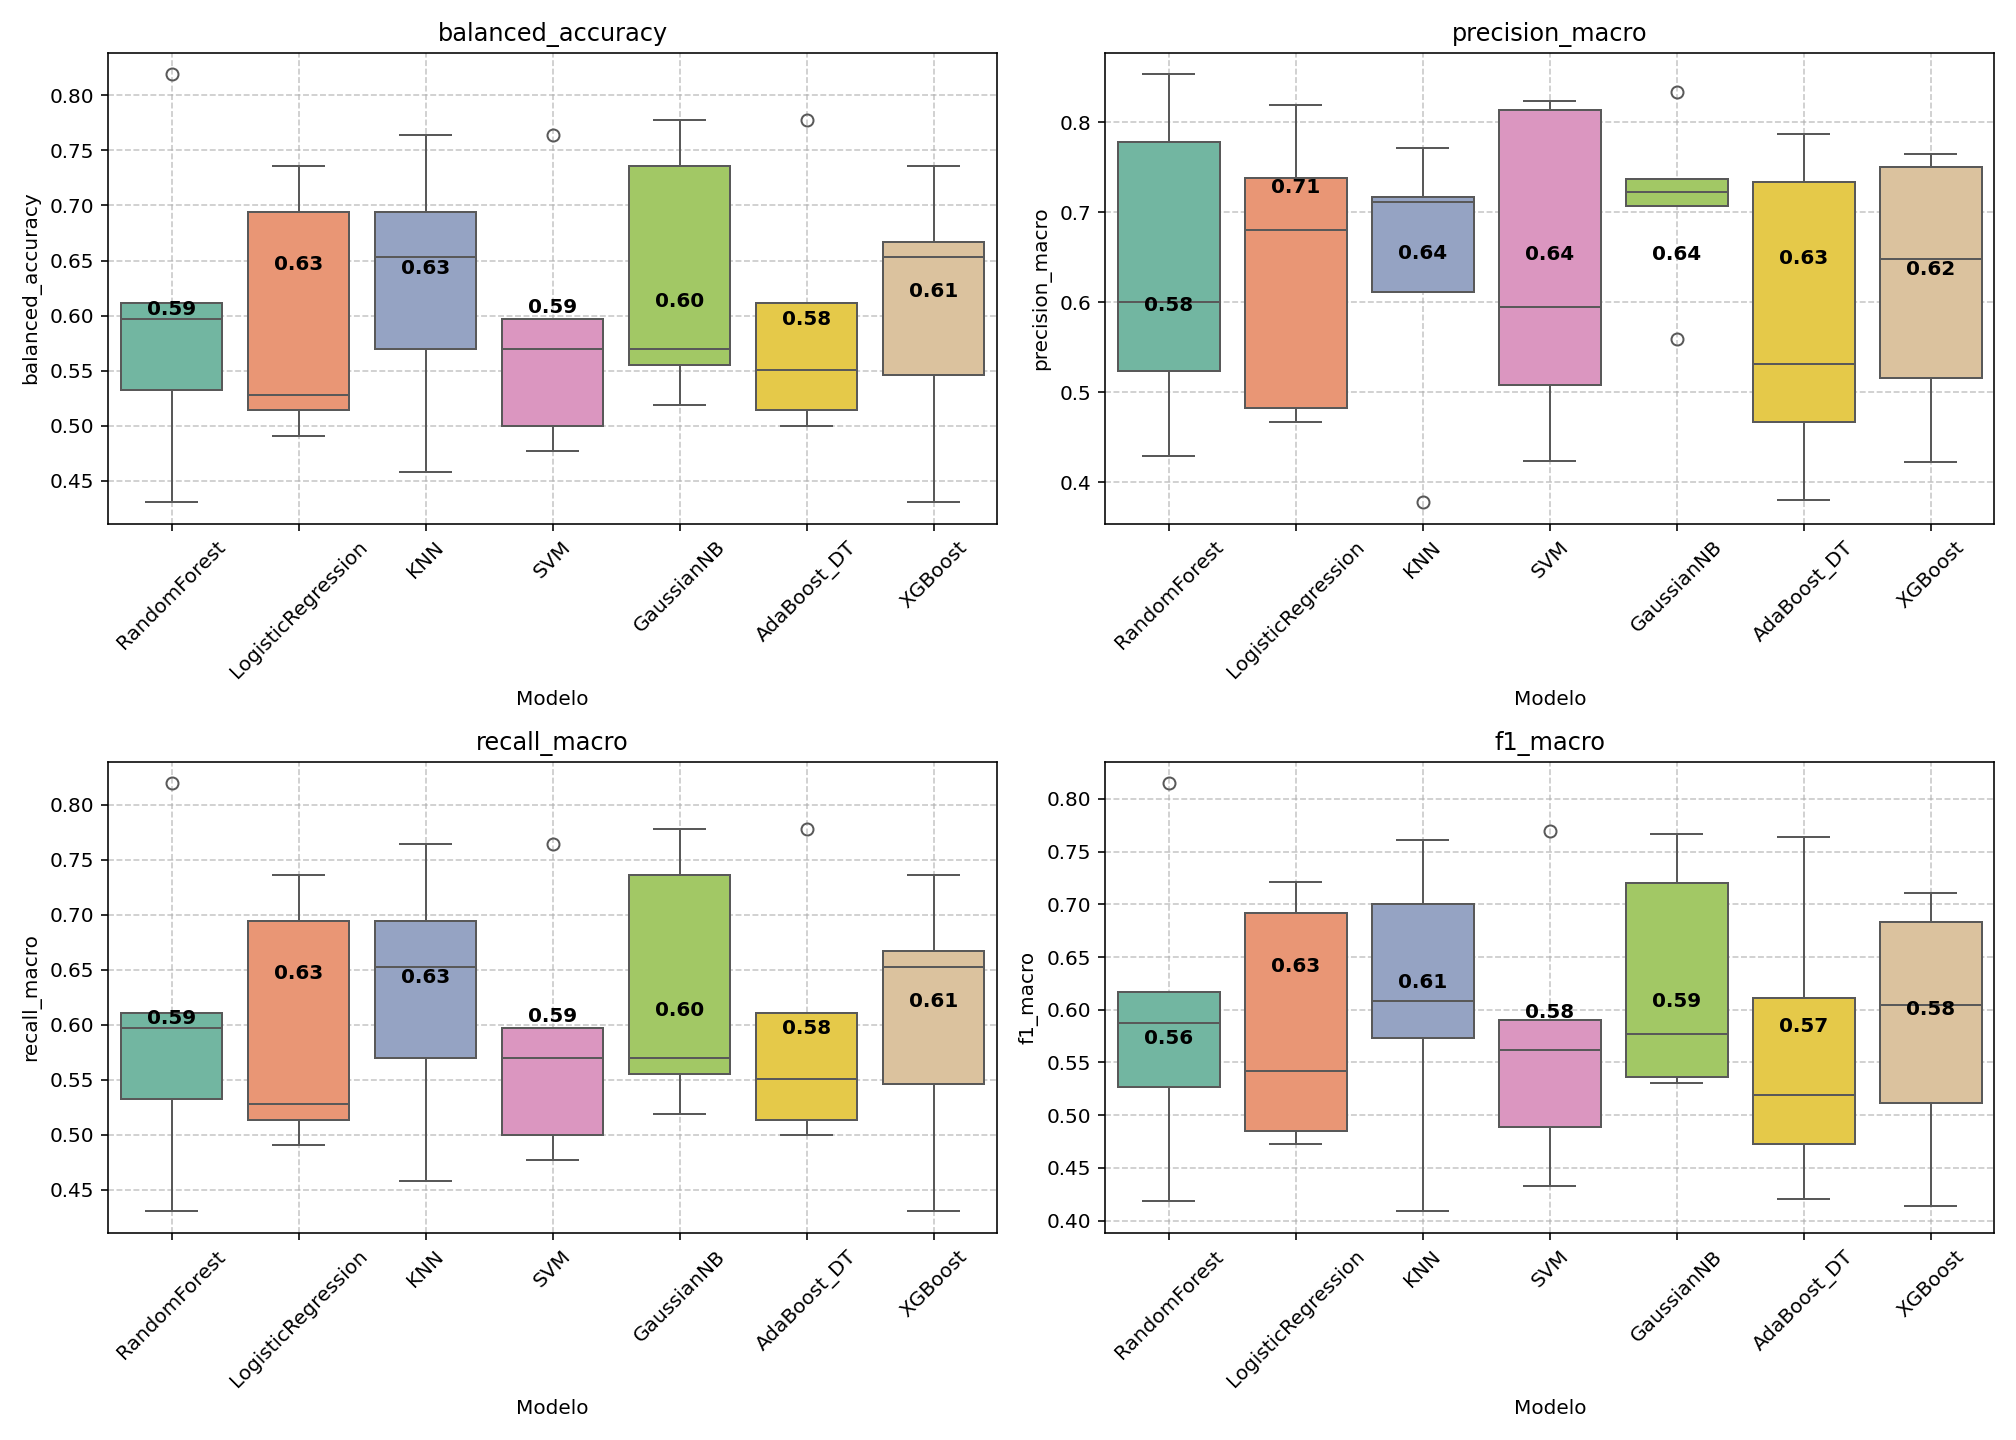 balanced_accuracy
balanced_accuracy
0.80
0.75
0.70
0.65
0.60
0.55
0.50
0.45
0.59
0.63
0.63
0.59
0.60
0.58
0.61
RandomForest
LogisticRegression
KNN
SVM
GaussianNB
AdaBoost_DT
XGBoost
Modelo
precision_macro
precision_macro
0.8
0.7
0.6
0.5
0.4
0.58
0.71
0.64
0.64
0.64
0.63
0.62
RandomForest
LogisticRegression
KNN
SVM
GaussianNB
AdaBoost_DT
XGBoost
Modelo
recall_macro
recall_macro
0.80
0.75
0.70
0.65
0.60
0.55
0.50
0.45
0.59
0.63
0.63
0.59
0.60
0.58
0.61
RandomForest
LogisticRegression
KNN
SVM
GaussianNB
AdaBoost_DT
XGBoost
Modelo
f1_macro
f1_macro
0.80
0.75
0.70
0.65
0.60
0.55
0.50
0.45
0.40
0.56
0.63
0.61
0.58
0.59
0.57
0.58
RandomForest
LogisticRegression
KNN
SVM
GaussianNB
AdaBoost_DT
XGBoost
Modelo